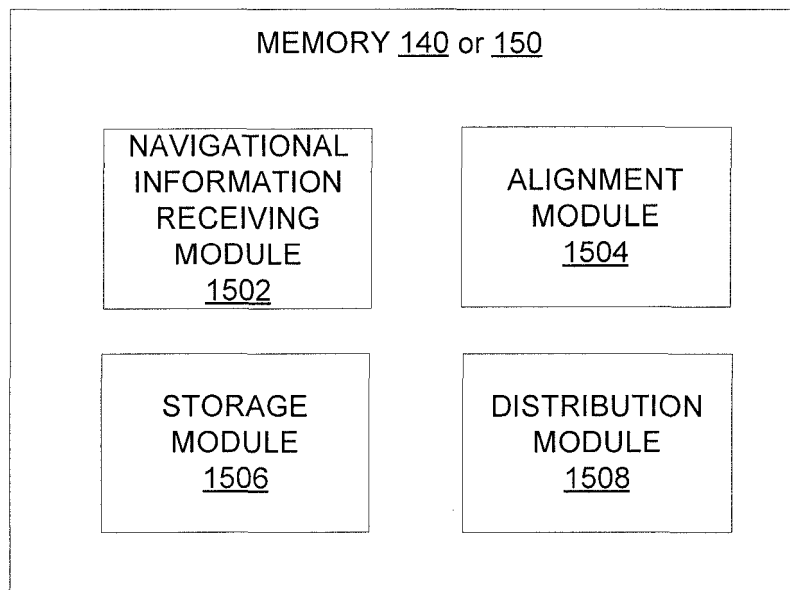 MEMORY 140 or 150
NAVIGATIONAL
INFORMATION
RECEIVING
MODULE
1502
ALIGNMENT
MODULE
1504
STORAGE
MODULE
1506
DISTRIBUTION
MODULE
1508